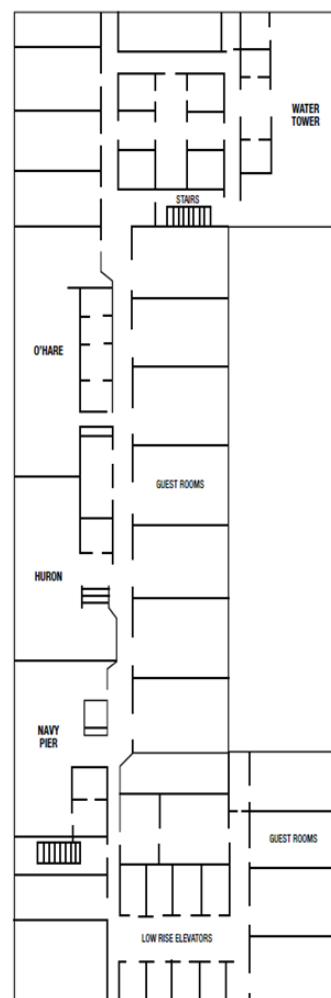 WATER
TOWER
STAIRS
O'HARE
GUEST ROOMS
HURON
NAVY
PIER
GUEST ROOMS
LOW RISE ELEVATORS